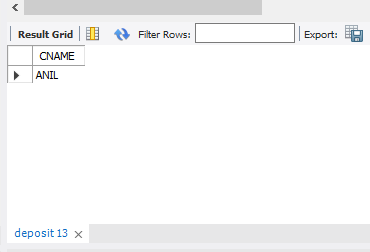 Result Grid Filter Rows: Export:
CNAME
ANIL
deposit 13